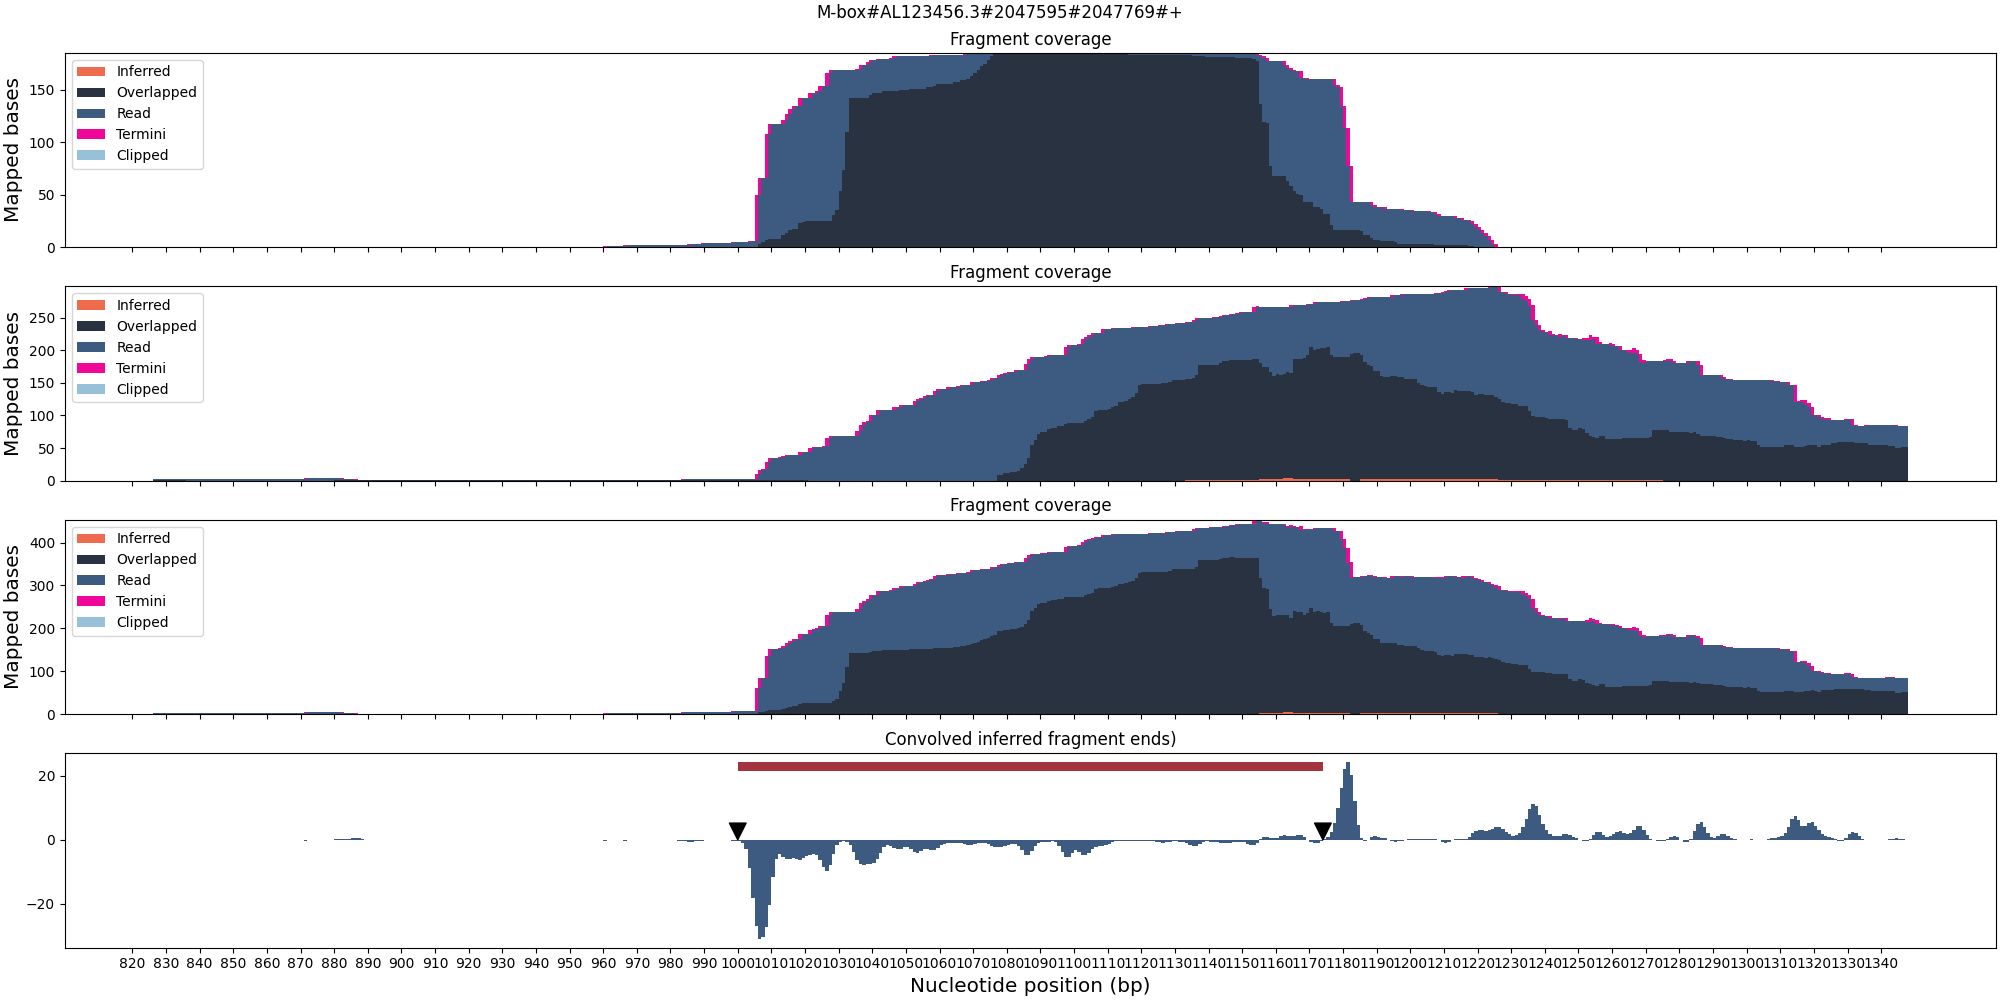 M-box#AL123456.3#2047595#2047769#+
Fragment coverage
Mapped bases
150
100
50
0
Inferred
Overlapped
Read
Termini
Clipped
Fragment coverage
Mapped bases
250
200
150
100
50
0
Inferred
Overlapped
Read
Termini
Clipped
Fragment coverage
Mapped bases
400
300
200
100
0
Inferred
Overlapped
Read
Termini
Clipped
Convolved inferred fragment ends)
20
0
−20
820 830 840 850 860 870 880 890 900 910 920 930 940 950 960 970 980 990 1000 1010 1020 1030 1040 1050 1060 1070 1080 1090 1100 1110 1120 1130 1140 1150 1160 1170 1180 1190 1200 1210 1220 1230 1240 1250 1260 1270 1280 1290 1300 1310 1320 1330 1340
Nucleotide position (bp)